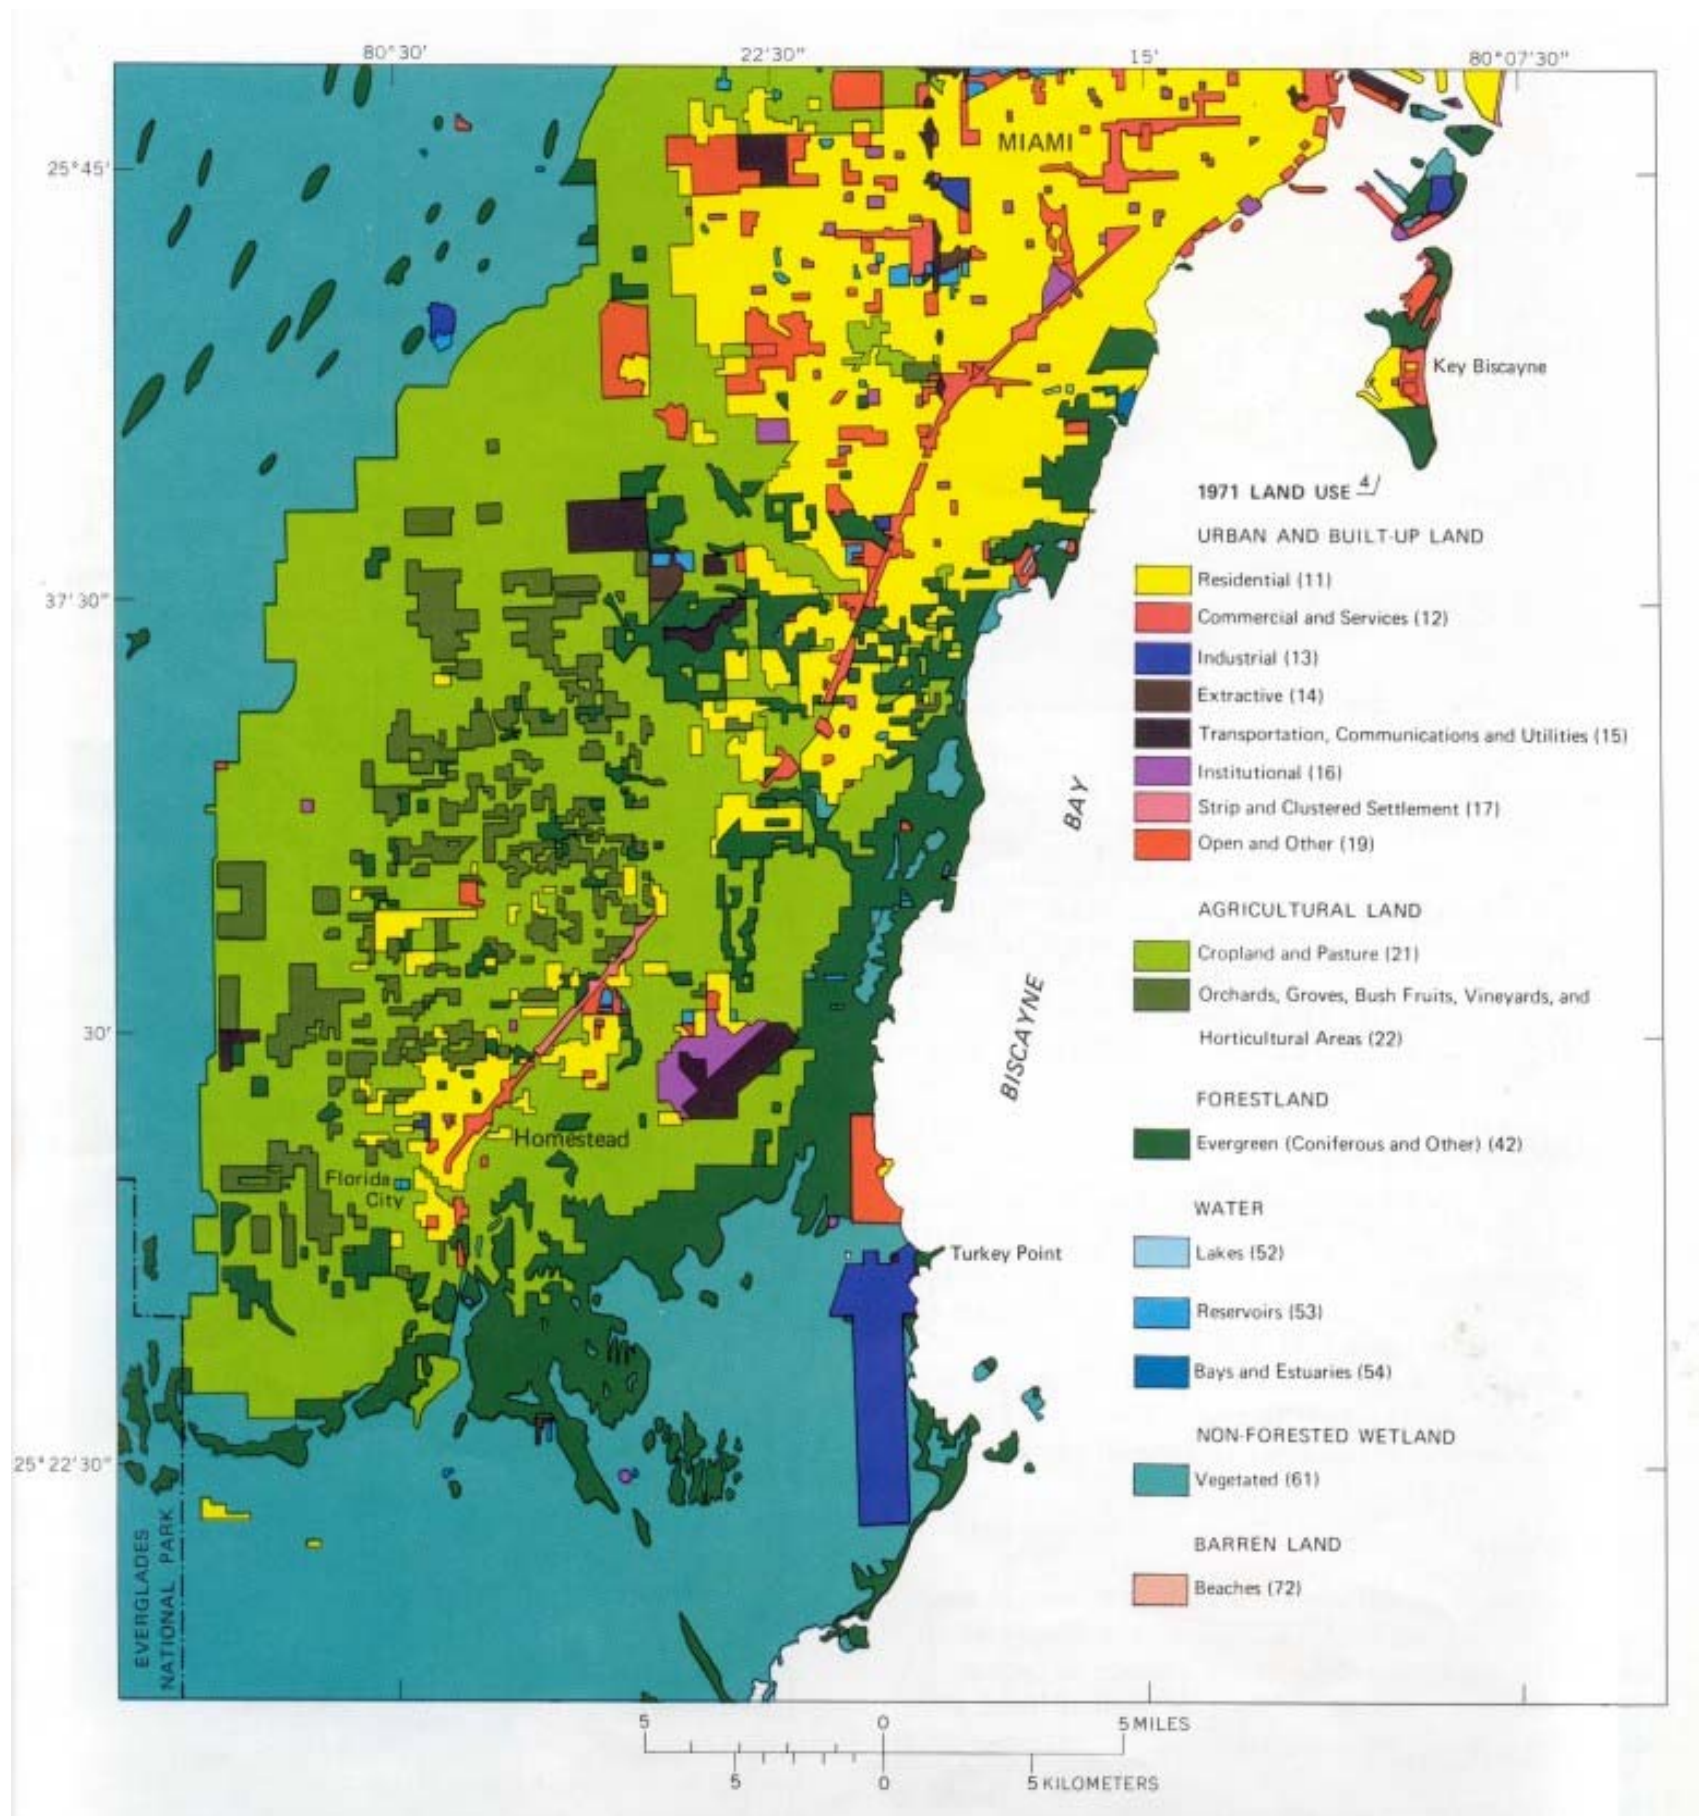 80°30' 22'30" 15' 80°07'30"
MIAMI
25°45'
Key Biscayne
1971 LAND USE 4/
URBAN AND BUILT-UP LAND
Residential (11)
37'30"
Commercial and Services (12)
Industrial (13)
Extractive (14)
Transportation, Communications and Utilities (15)
Institutional (16)
Strip and Clustered Settlement (17)
Open and Other (19)
BISCAYNE BAY
AGRICULTURAL LAND
Cropland and Pasture (21)
Orchards, Groves, Bush Fruits, Vineyards, and
Horticultural Areas (22)
30'
FORESTLAND
Evergreen (Coniferous and Other) (42)
Homestead
Florida
City
WATER
Turkey Point
Lakes (52)
Reservoirs (53)
Bays and Estuaries (54)
NON-FORESTED WETLAND
25°22'30"
Vegetated (61)
BARREN LAND
Beaches (72)
EVERGLADES
NATIONAL PARK
5 0 5 MILES
5 0 5 KILOMETERS